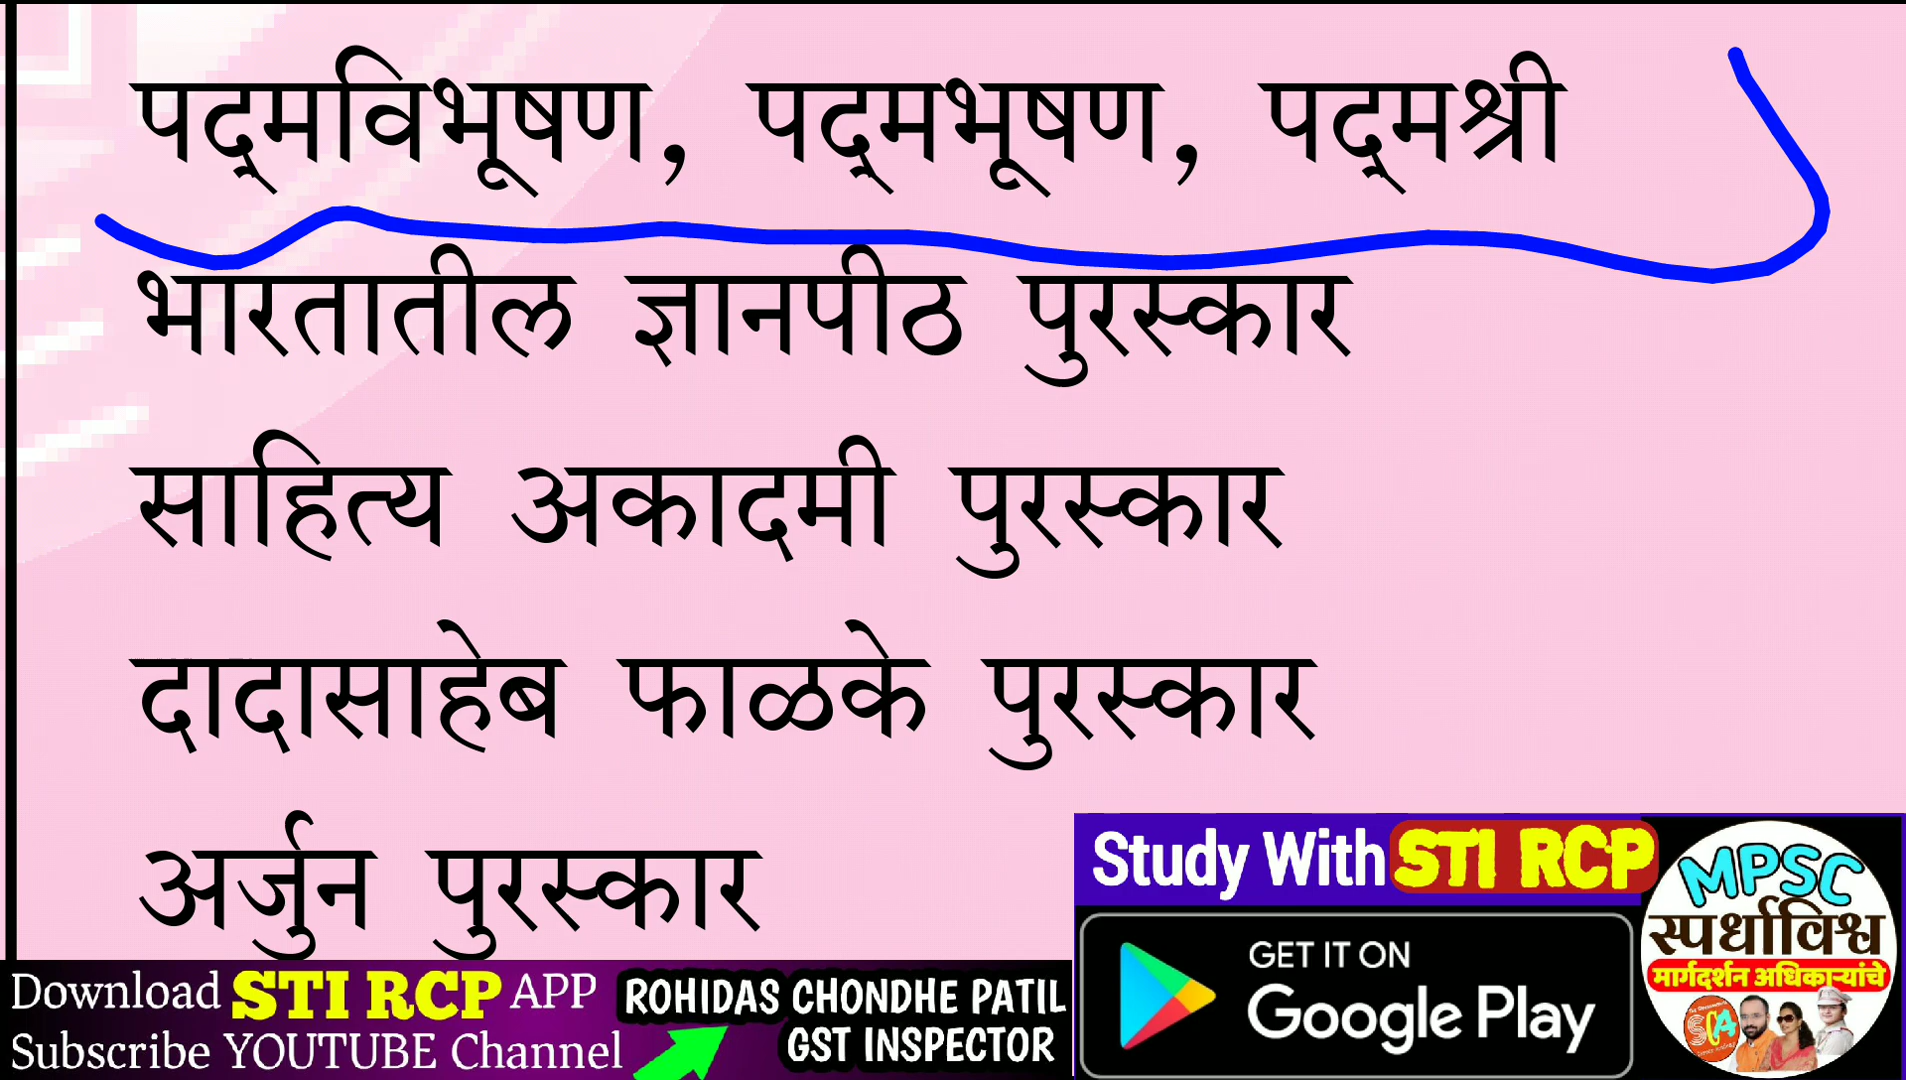 पद्मविभूषण, पद्मभूषण, पद्मश्री
भारतातील ज्ञानपीठ पुरस्कार
साहित्य अकादमी पुरस्कार
दादासाहेब फाळके पुरस्कार
अर्जुन पुरस्कार
Study With STI RCP
MPSC
स्पर्धाविश्व
मार्गदर्शन अधिकाऱ्यांचे
GET IT ON
Google Play
Download STI RCP APP
Subscribe YOUTUBE Channel
ROHIDAS CHONDHE PATIL
GST INSPECTOR